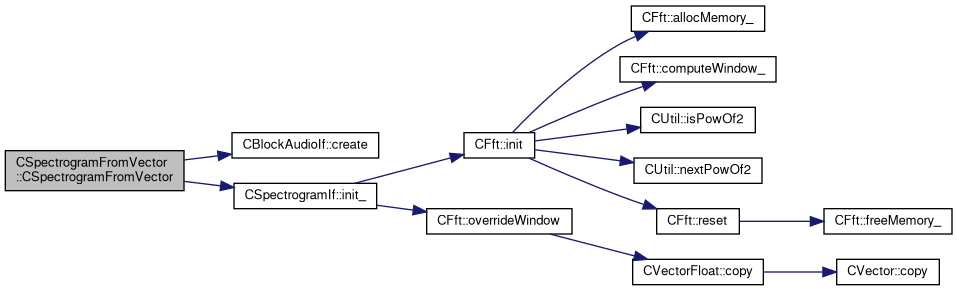 CSpectrogramFromVector
::CSpectrogramFromVector
CBlockAudioIf::create
CSpectrogramIf::init_
CFft::init
CFft::overrideWindow
CFft::allocMemory_
CFft::computeWindow_
CUtil::isPowOf2
CUtil::nextPowOf2
CFft::reset
CFft::freeMemory_
CVectorFloat::copy
CVector::copy